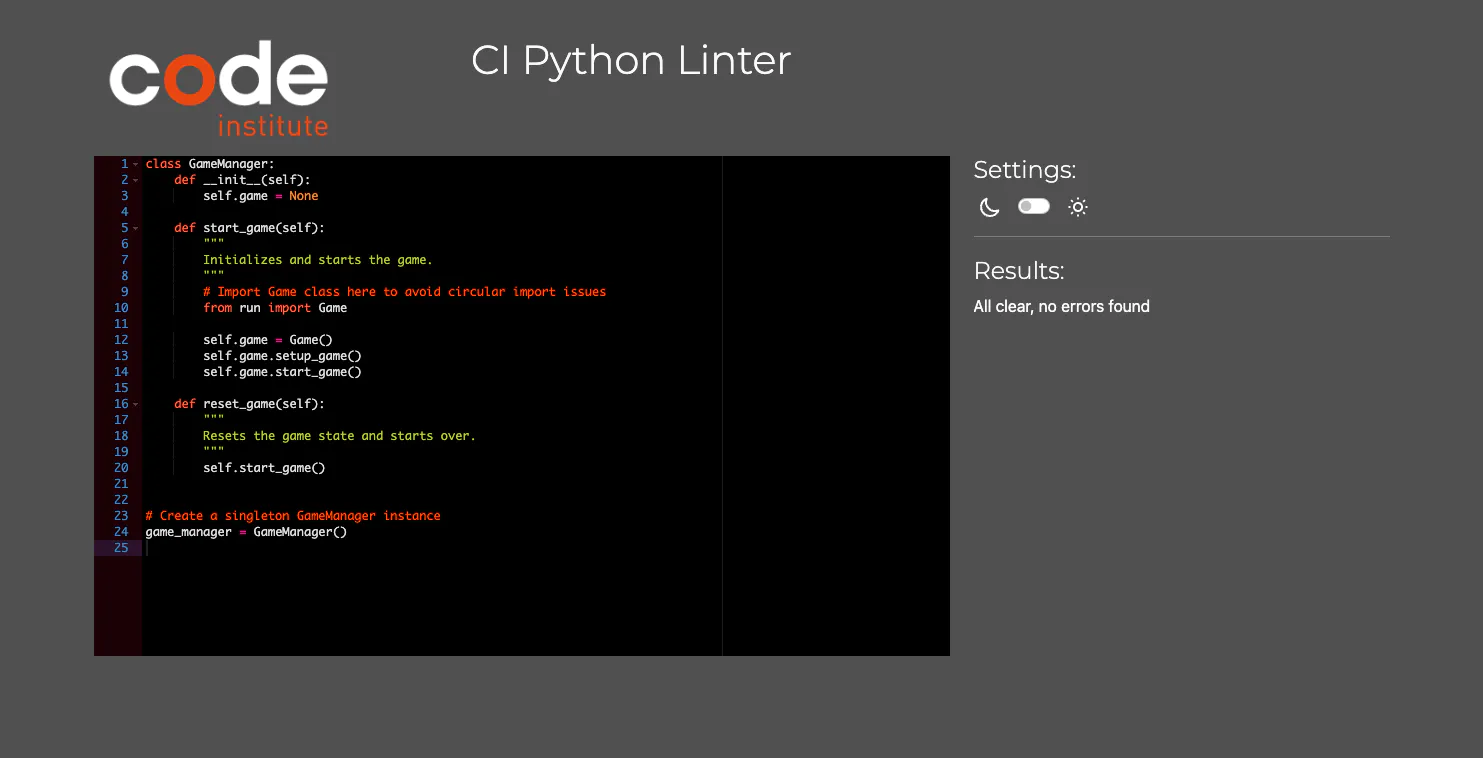 code
institute
CI Python Linter
1 class GameManager:
2     def __init__(self):
3         self.game = None
4
5     def start_game(self):
6         """
7         Initializes and starts the game.
8         """
9         # Import Game class here to avoid circular import issues
10         from run import Game
11
12         self.game = Game()
13         self.game.setup_game()
14         self.game.start_game()
15
16     def reset_game(self):
17         """
18         Resets the game state and starts over.
19         """
20         self.start_game()
21
22
23 # Create a singleton GameManager instance
24 game_manager = GameManager()
25
Settings:
Results:
All clear, no errors found